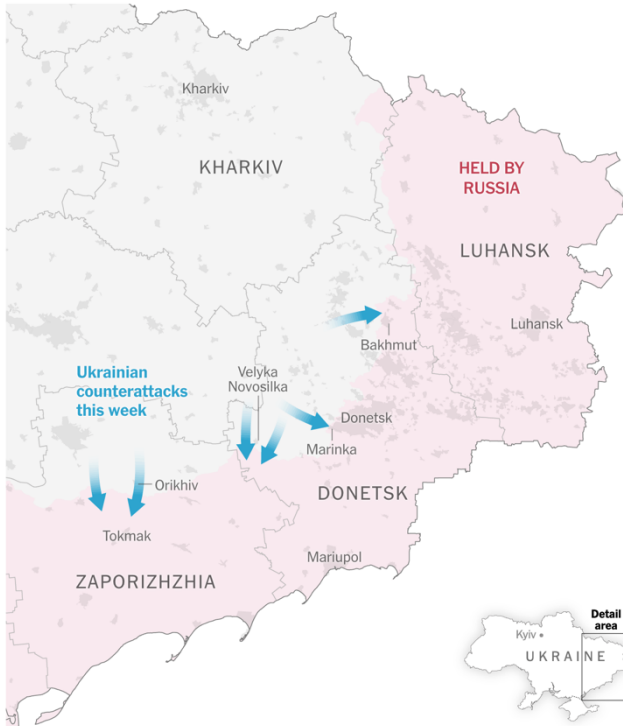 Kharkiv
KHARKIV
HELD BY
RUSSIA
LUHANSK
Luhansk
Bakhmut
Ukrainian
counterattacks
this week
Velyka
Novosilka
Donetsk
Marinka
Orikhiv
DONETSK
Tokmak
Mariupol
ZAPORIZHZHIA
Detail
area
Kyiv
UKRAINE